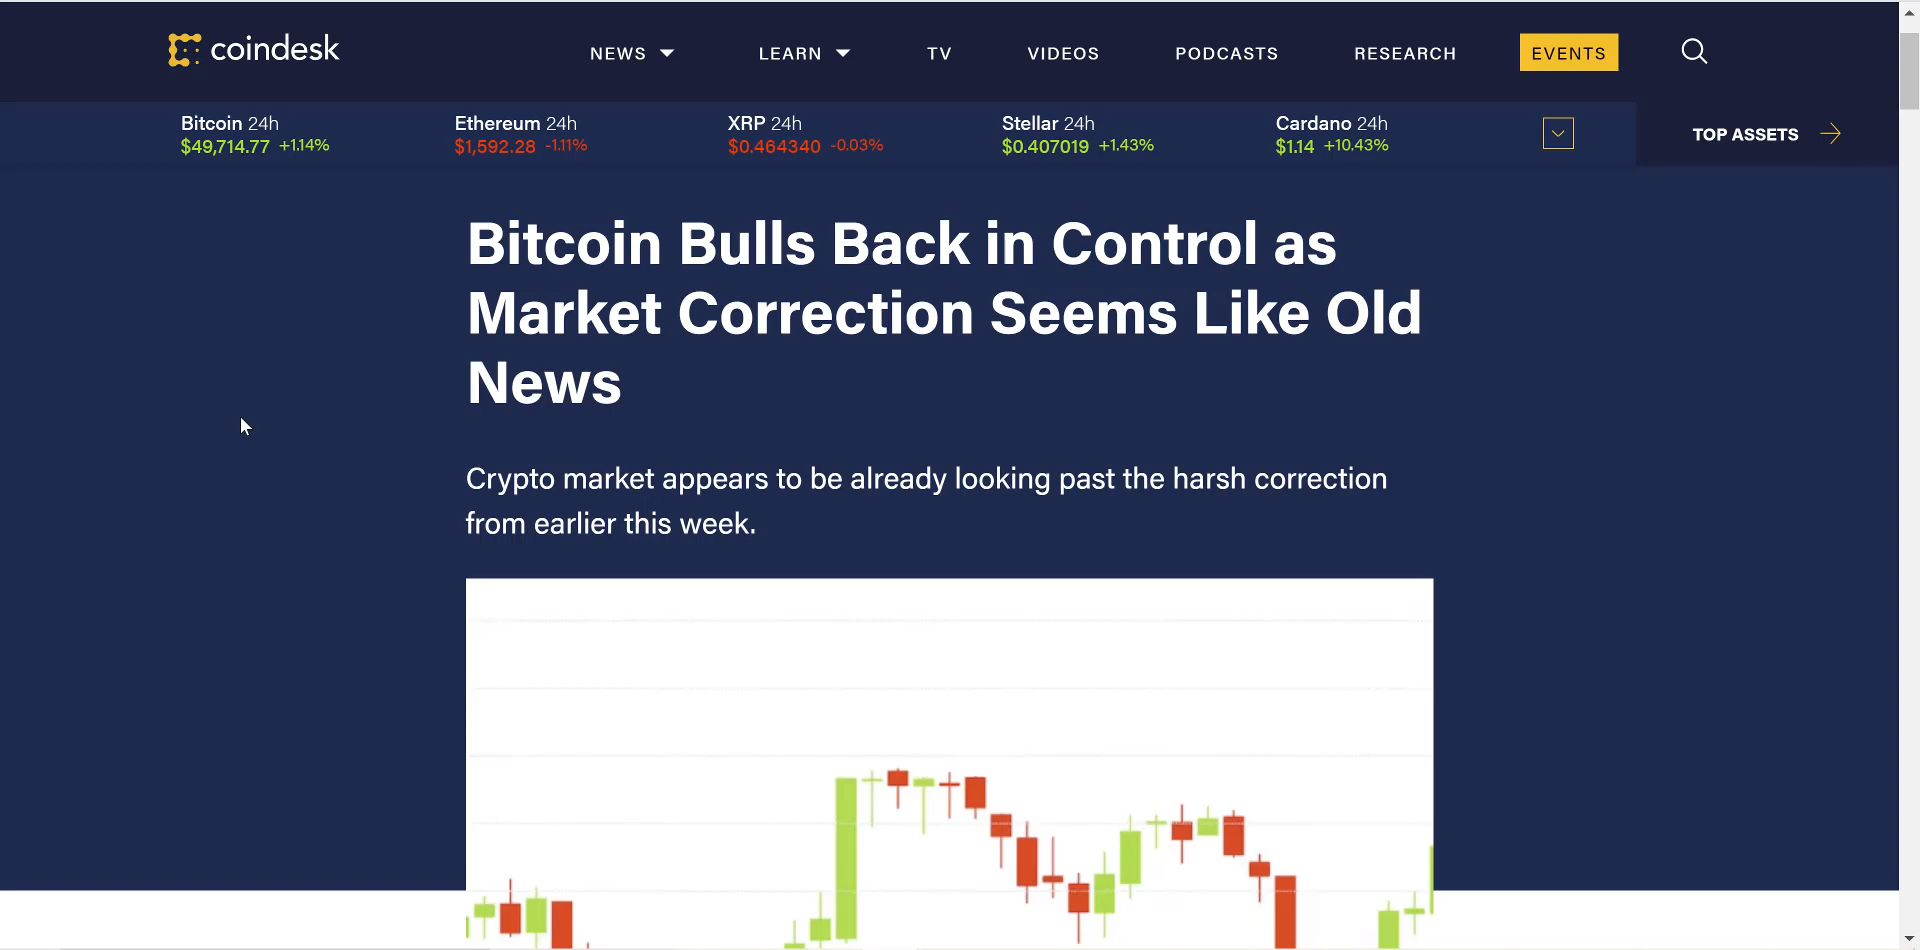 coindesk
NEWS
LEARN
TV
VIDEOS
PODCASTS
RESEARCH
EVENTS
Bitcoin 24h
$49,714.77 +1.14%
Ethereum 24h
$1,592.28 -1.11%
XRP 24h
$0.464340 -0.03%
Stellar 24h
$0.407019 +1.43%
Cardano 24h
$1.14 +10.43%
TOP ASSETS
Bitcoin Bulls Back in Control as
Market Correction Seems Like Old
News
Crypto market appears to be already looking past the harsh correction
from earlier this week.